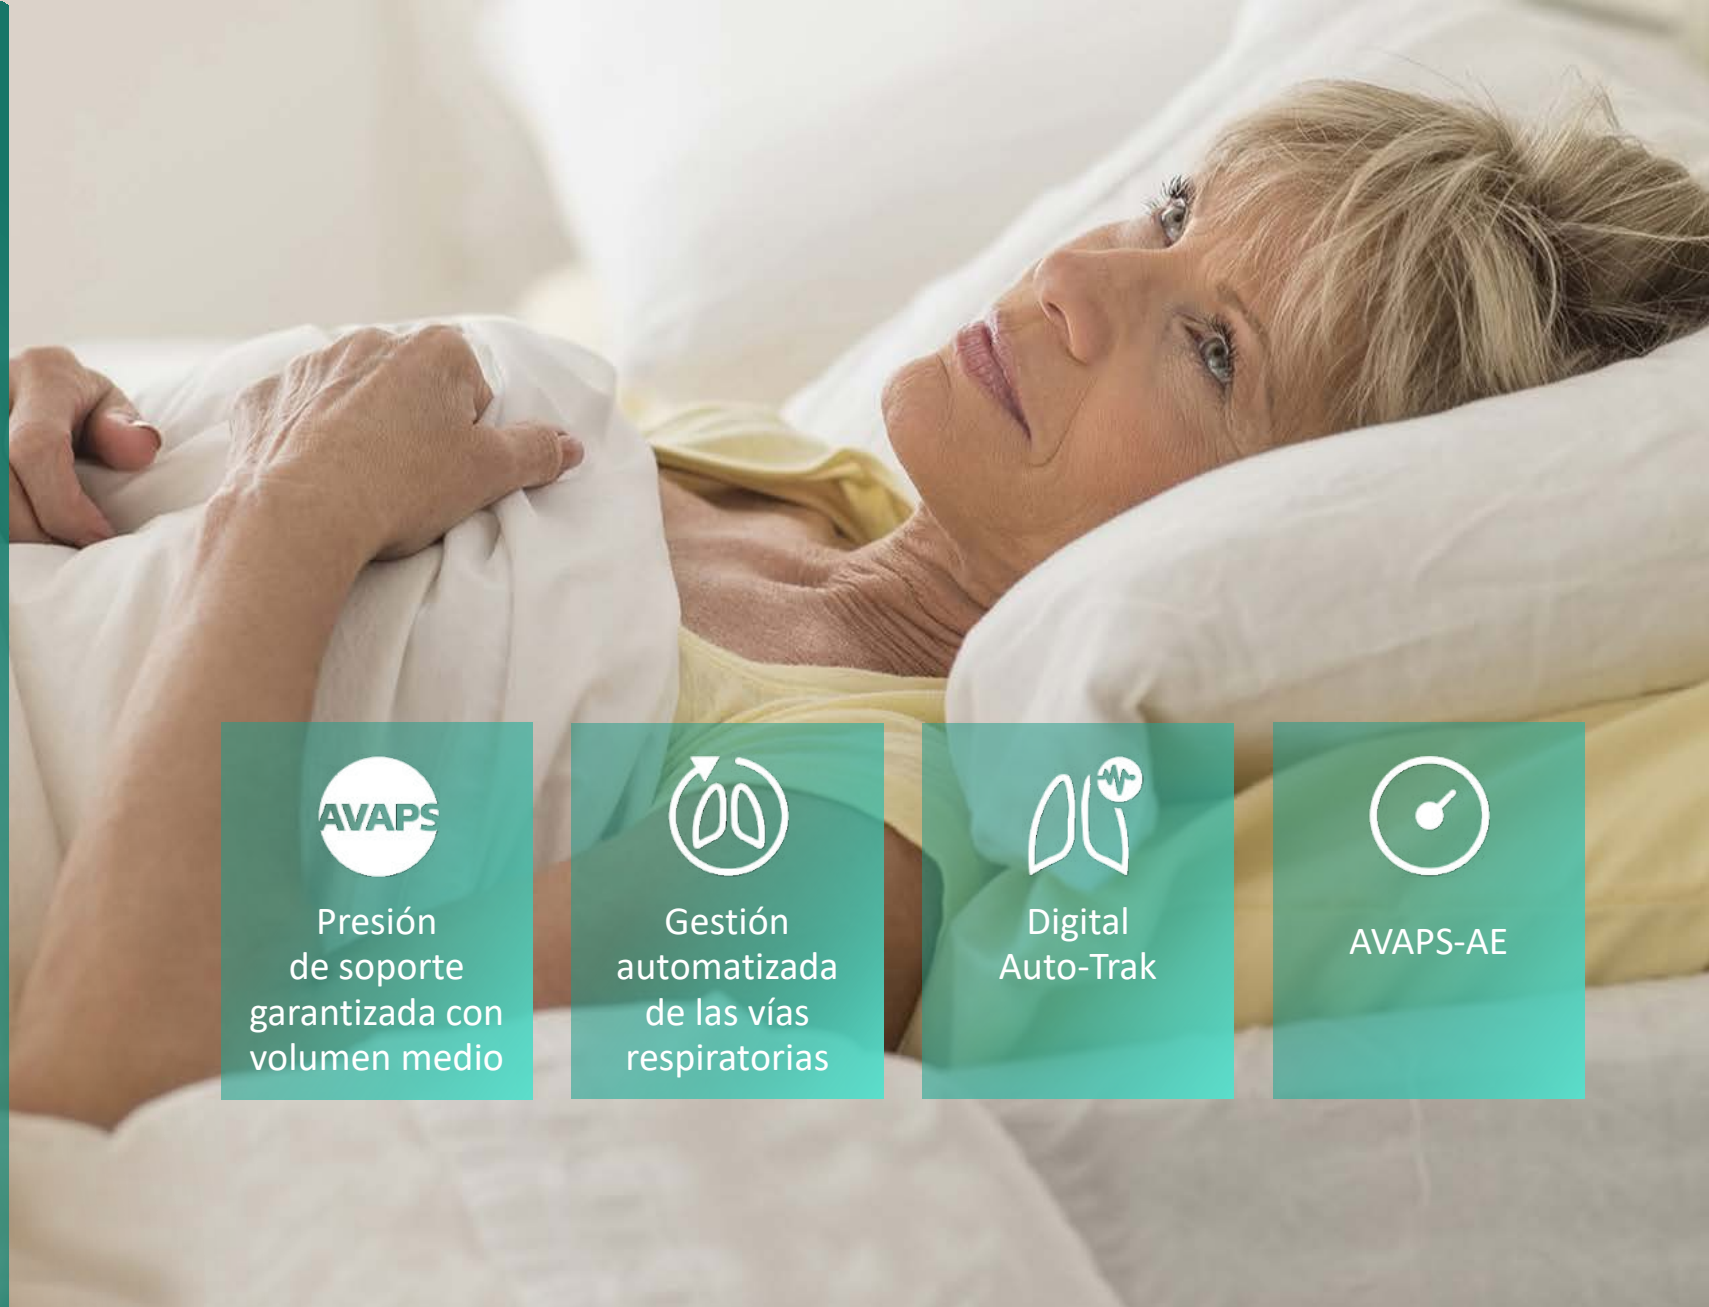 AVAPS
Presión
de soporte
garantizada con
volumen medio
Gestión
automatizada
de las vías
respiratorias
Digital
Auto-Trak
AVAPS-AE